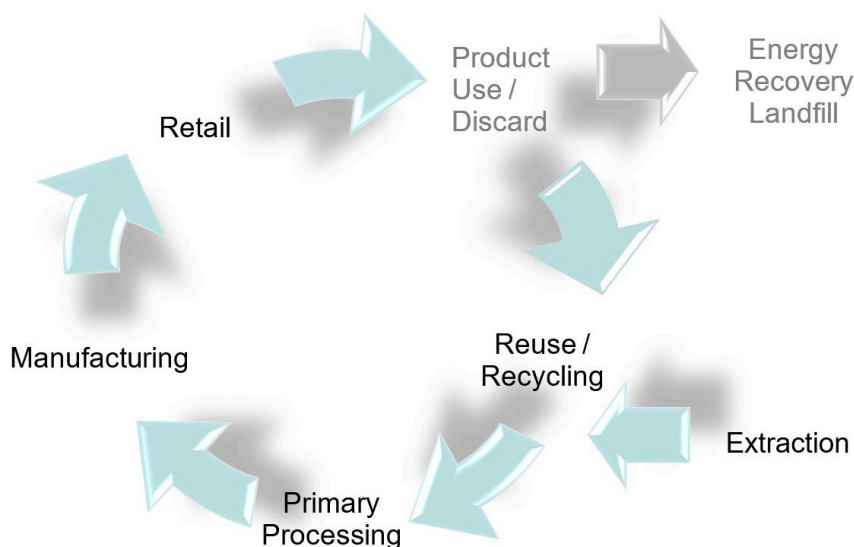 Product
Use /
Discard
Energy
Recovery
Landfill
Retail
Manufacturing
Reuse /
Recycling
Extraction
Primary
Processing